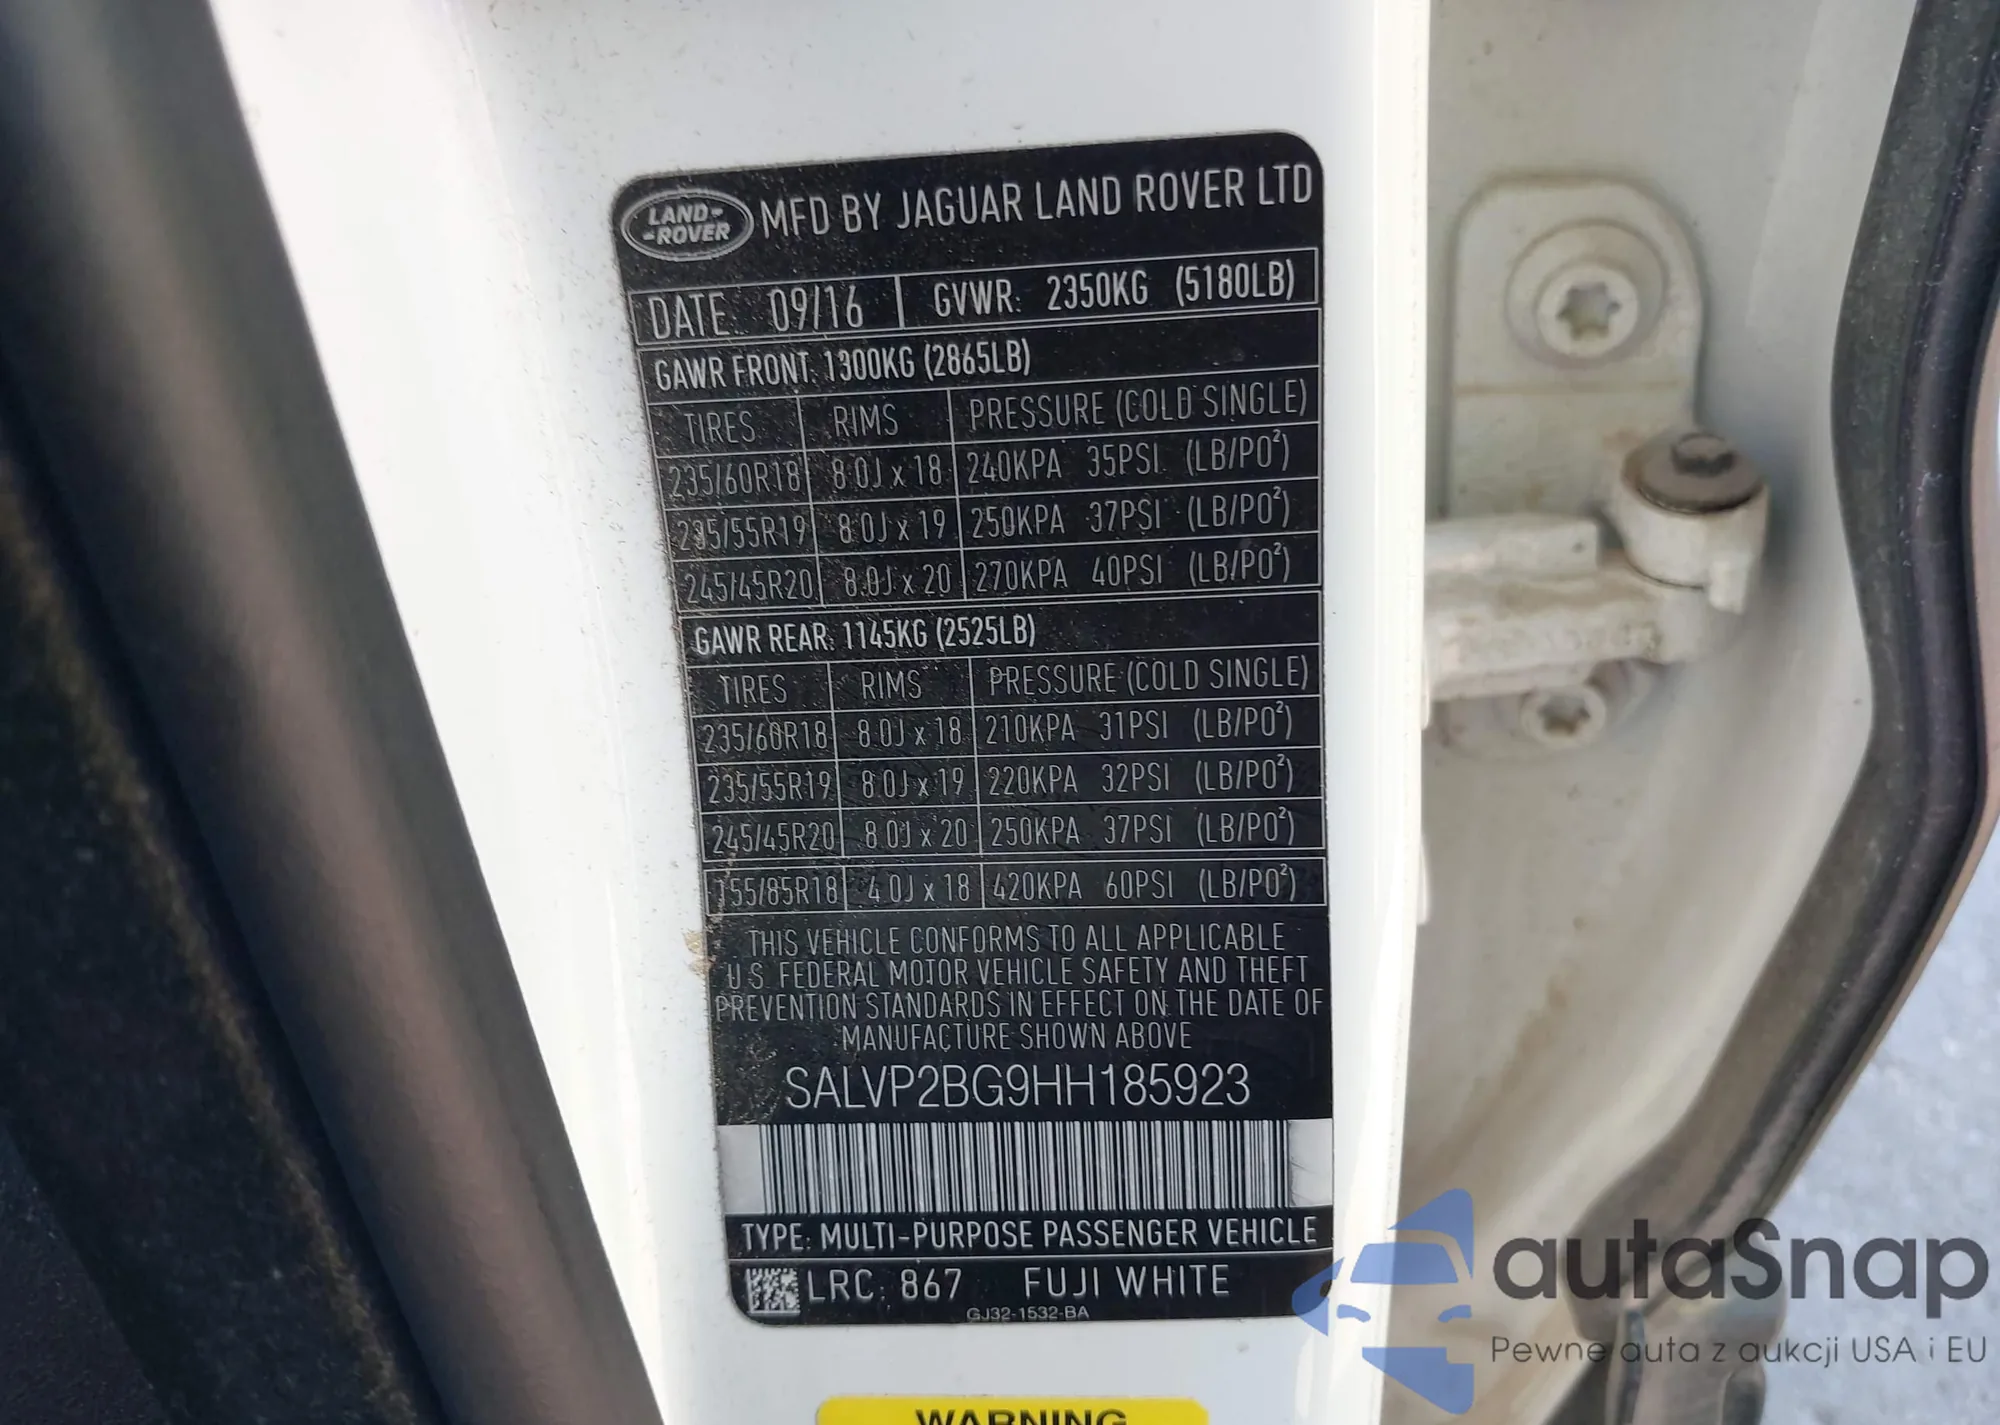 LAND-
-ROVER
MFD BY JAGUAR LAND ROVER LTD
DATE: 09/16 GVWR: 2350KG (5180LB)
GAWR FRONT: 1300KG (2865LB)
TIRES RIMS PRESSURE (COLD SINGLE)
235/60R18 8.0J x 18 240KPA 35PSI (LB/PO²)
235/55R19 8.0J x 19 250KPA 37PSI (LB/PO²)
245/45R20 8.0J x 20 270KPA 40PSI (LB/PO²)
GAWR REAR: 1145KG (2525LB)
TIRES RIMS PRESSURE (COLD SINGLE)
235/60R18 8.0J x 18 210KPA 31PSI (LB/PO²)
235/55R19 8.0J x 19 220KPA 32PSI (LB/PO²)
245/45R20 8.0J x 20 250KPA 37PSI (LB/PO²)
155/85R18 4.0J x 18 420KPA 60PSI (LB/PO²)
THIS VEHICLE CONFORMS TO ALL APPLICABLE
U.S. FEDERAL MOTOR VEHICLE SAFETY AND THEFT
PREVENTION STANDARDS IN EFFECT ON THE DATE OF
MANUFACTURE SHOWN ABOVE
SALVP2BG9HH185923
TYPE: MULTI-PURPOSE PASSENGER VEHICLE
LRC: 867 FUJI WHITE
GJ32-1532-BA
WARNING
autaSnap
Pewne auta z aukcji USA i EU